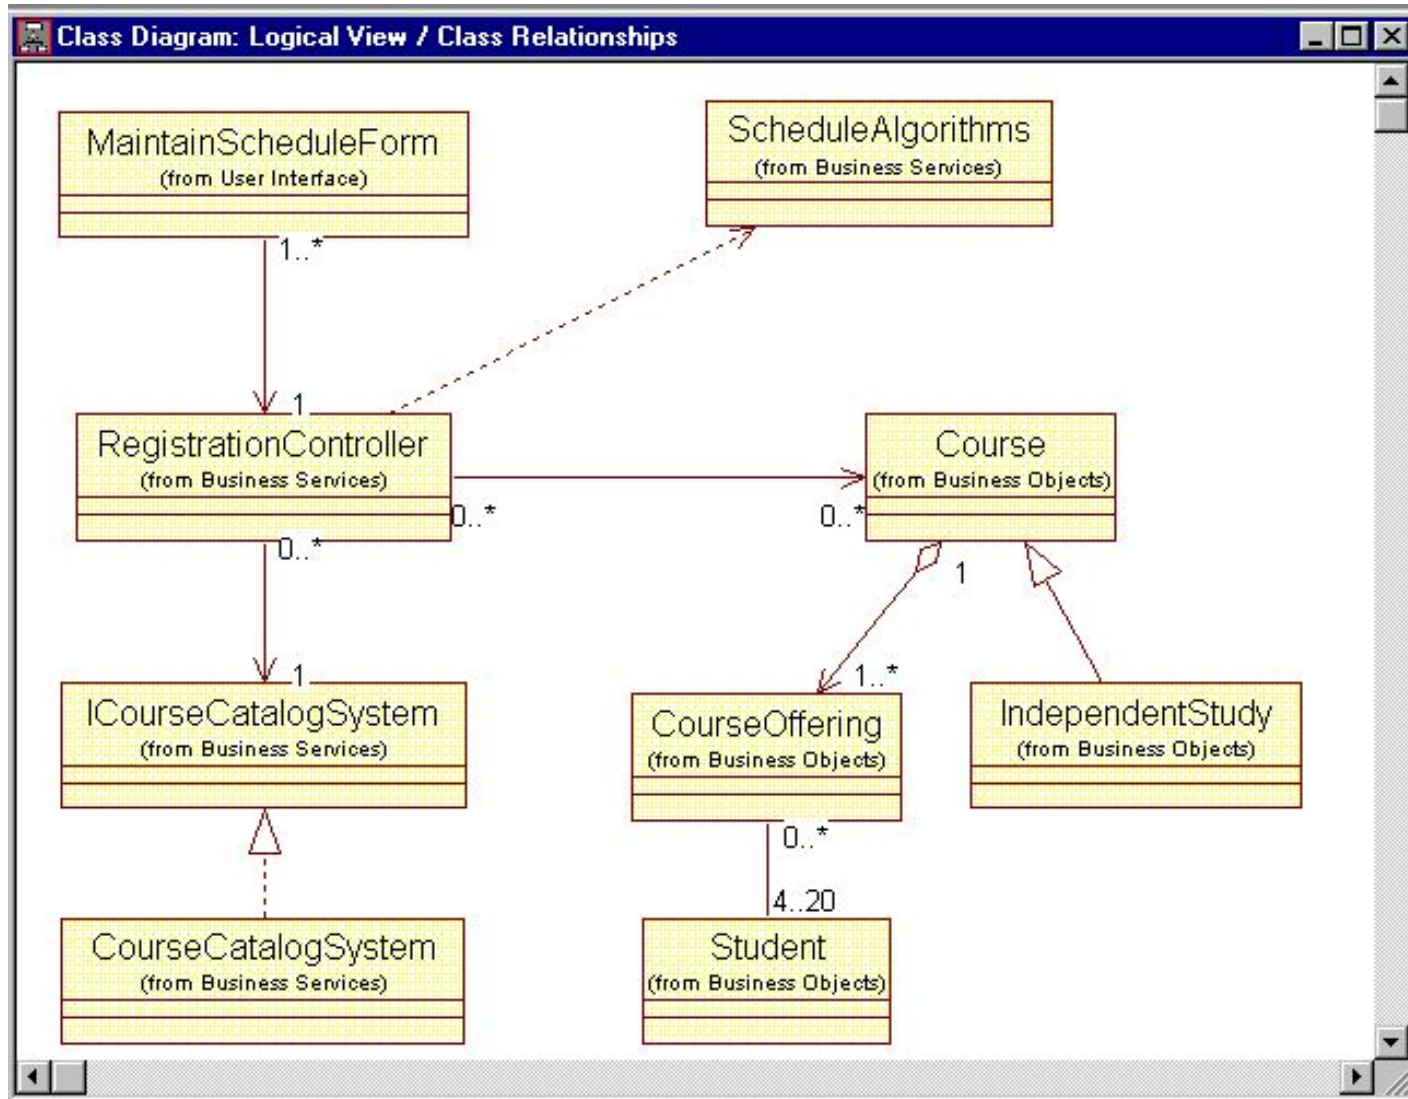 Class Diagram: Logical View / Class Relationships
MaintainScheduleForm
(from User Interface)
ScheduleAlgorithms
(from Business Services)
1..*
1
RegistrationController
(from Business Services)
Course
(from Business Objects)
0..*
0..*
0..*
1
1
1..*
ICourseCatalogSystem
(from Business Services)
CourseOffering
(from Business Objects)
IndependentStudy
(from Business Objects)
0..*
4..20
CourseCatalogSystem
(from Business Services)
Student
(from Business Objects)